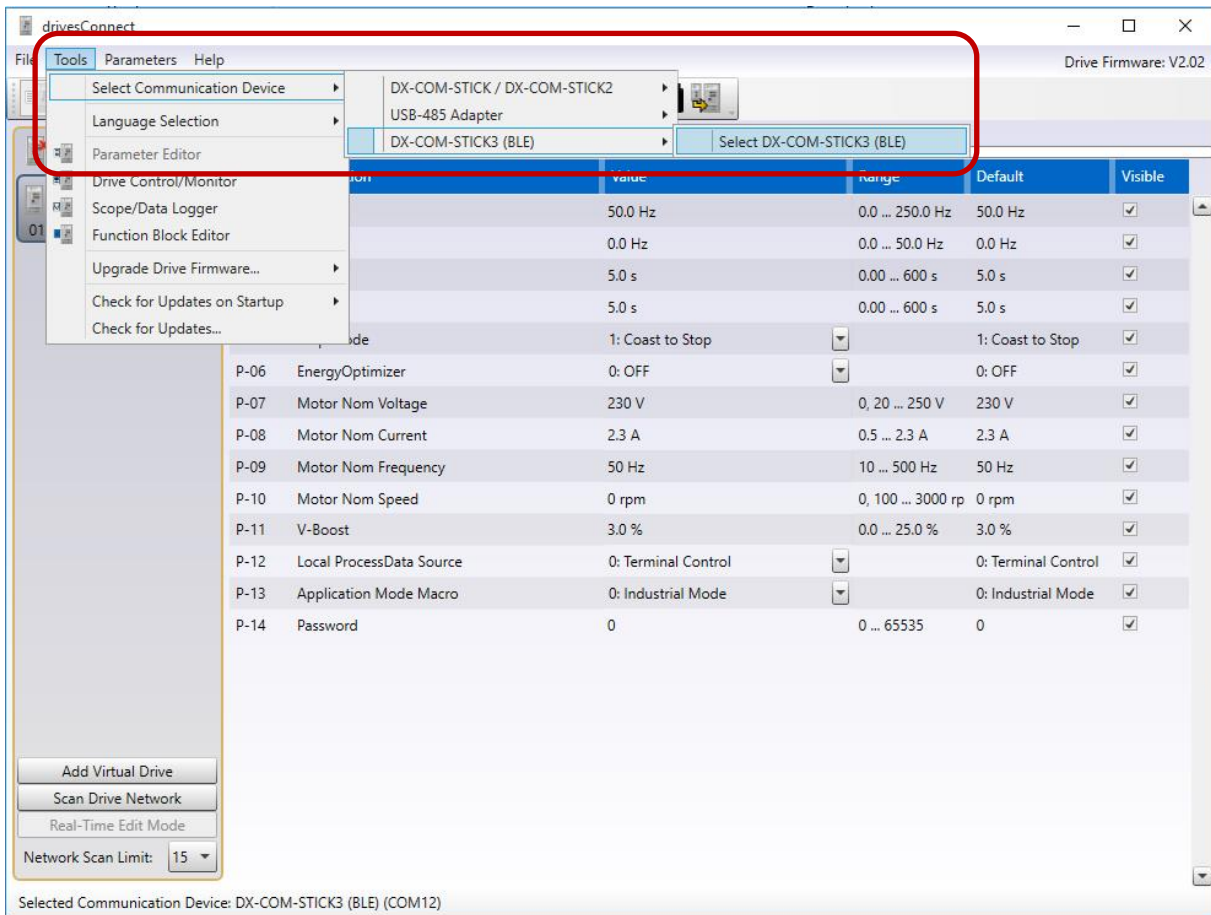 drivesConnect
File Tools Parameters Help Drive Firmware: V2.02
Select Communication Device
Language Selection
Parameter Editor
Drive Control/Monitor
Scope/Data Logger
Function Block Editor
Upgrade Drive Firmware...
Check for Updates on Startup
Check for Updates...
DX-COM-STICK / DX-COM-STICK2
USB-485 Adapter
DX-COM-STICK3 (BLE)
Select DX-COM-STICK3 (BLE)
01
Value Range Default Visible
50.0 Hz 0.0 ... 250.0 Hz 50.0 Hz
0.0 Hz 0.0 ... 50.0 Hz 0.0 Hz
5.0 s 0.00 ... 600 s 5.0 s
5.0 s 0.00 ... 600 s 5.0 s
1: Coast to Stop 1: Coast to Stop
P-06 EnergyOptimizer 0: OFF 0: OFF
P-07 Motor Nom Voltage 230 V 0, 20 ... 250 V 230 V
P-08 Motor Nom Current 2.3 A 0.5 ... 2.3 A 2.3 A
P-09 Motor Nom Frequency 50 Hz 10 ... 500 Hz 50 Hz
P-10 Motor Nom Speed 0 rpm 0, 100 ... 3000 rp 0 rpm
P-11 V-Boost 3.0 % 0.0 ... 25.0 % 3.0 %
P-12 Local ProcessData Source 0: Terminal Control 0: Terminal Control
P-13 Application Mode Macro 0: Industrial Mode 0: Industrial Mode
P-14 Password 0 0 ... 65535 0
Add Virtual Drive
Scan Drive Network
Real-Time Edit Mode
Network Scan Limit: 15
Selected Communication Device: DX-COM-STICK3 (BLE) (COM12)